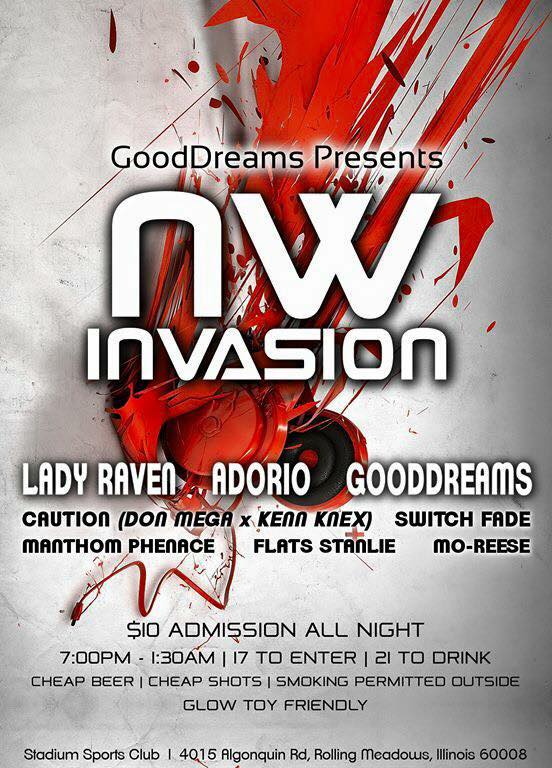 GoodDreams Presents
NW
INVASION
LADY RAVEN ADORIO GOODDREAMS
CAUTION (DON MEGA x KENN KNEX) SWITCH FADE
MANTHOM PHENACE FLATS STANLIE MO-REESE
$10 ADMISSION ALL NIGHT
7:00PM - 1:30AM | 17 TO ENTER | 21 TO DRINK
CHEAP BEER | CHEAP SHOTS | SMOKING PERMITTED OUTSIDE
GLOW TOY FRIENDLY
Stadium Sports Club | 4015 Algonquin Rd, Rolling Meadows, Illinois 60008